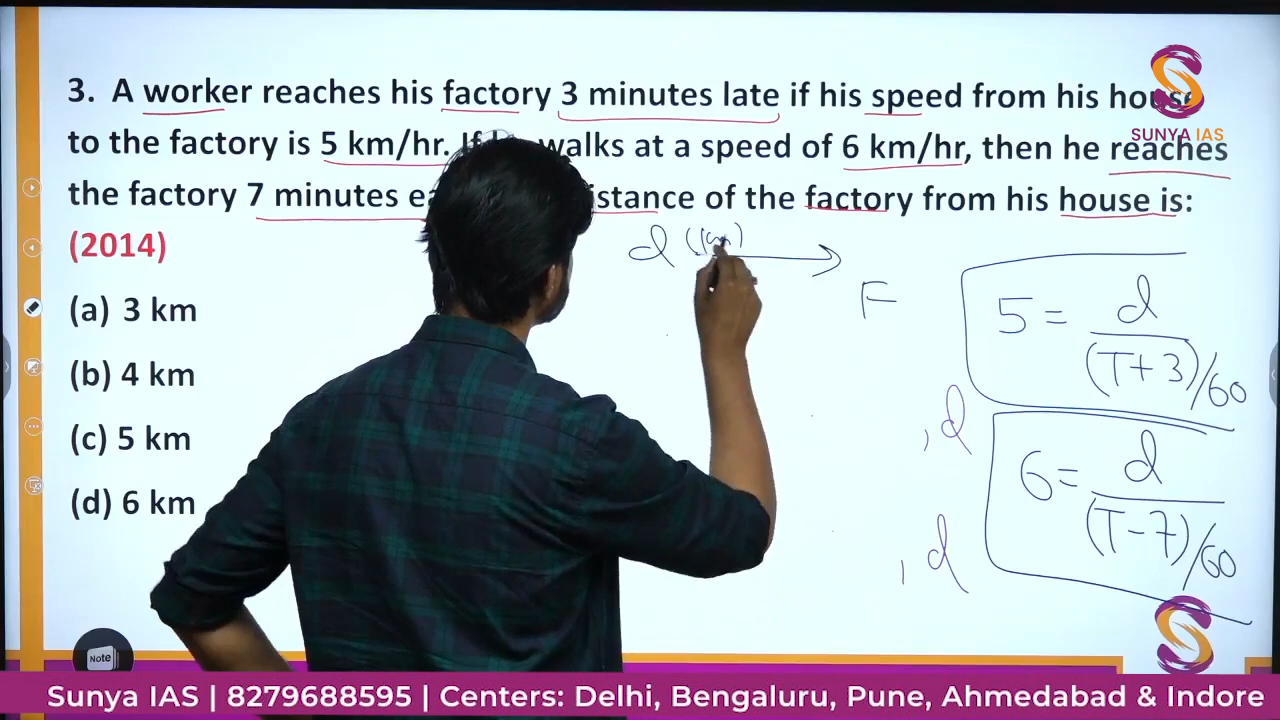 3. A worker reaches his factory 3 minutes late if his speed from his house
SUNYA IAS
to the factory is 5 km/hr. If walks at a speed of 6 km/hr, then he reaches
the factory 7 minutes distance of the factory from his house is:
(2014)
d (km)
F
(a) 3 km
(b) 4 km
(c) 5 km
(d) 6 km
5 = d / (T+3)/60
, d
6 = d / (T-7)/60
, d
Note
Sunya IAS | 8279688595 | Centers: Delhi, Bengaluru, Pune, Ahmedabad & Indore